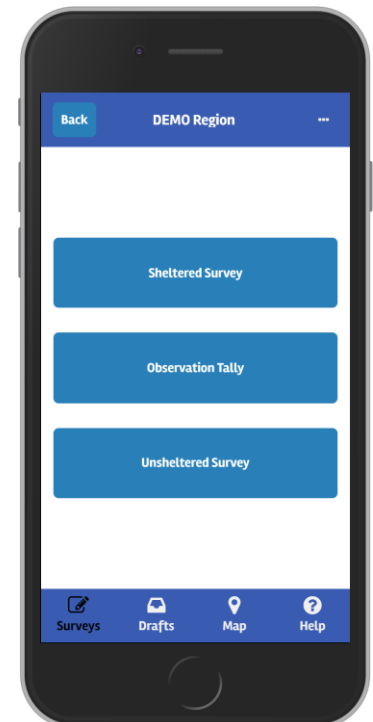 Back DEMO Region ...
Sheltered Survey
Observation Tally
Unsheltered Survey
Surveys Drafts Map Help